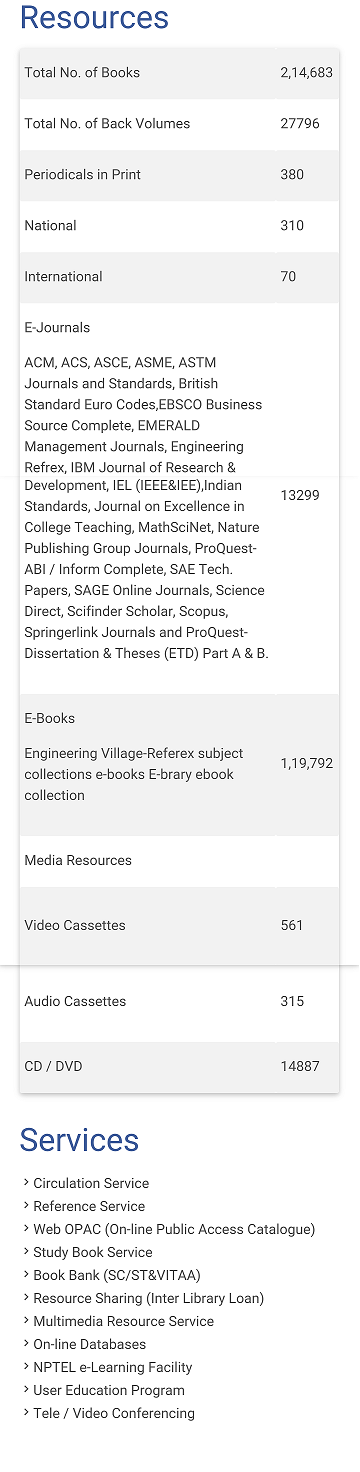 Resources
Total No. of Books 2,14,683
Total No. of Back Volumes 27796
Periodicals in Print 380
National 310
International 70
E-Journals
ACM, ACS, ASCE, ASME, ASTM
Journals and Standards, British
Standard Euro Codes,EBSCO Business
Source Complete, EMERALD
Management Journals, Engineering
Refrex, IBM Journal of Research &
Development, IEL (IEEE&IEE),Indian
Standards, Journal on Excellence in 13299
College Teaching, MathSciNet, Nature
Publishing Group Journals, ProQuest-
ABI / Inform Complete, SAE Tech.
Papers, SAGE Online Journals, Science
Direct, Scifinder Scholar, Scopus,
Springerlink Journals and ProQuest-
Dissertation & Theses (ETD) Part A & B.
E-Books
Engineering Village-Referex subject 1,19,792
collections e-books E-brary ebook
collection
Media Resources
Video Cassettes 561
Audio Cassettes 315
CD / DVD 14887
Services
› Circulation Service
› Reference Service
› Web OPAC (On-line Public Access Catalogue)
› Study Book Service
› Book Bank (SC/ST&VITAA)
› Resource Sharing (Inter Library Loan)
› Multimedia Resource Service
› On-line Databases
› NPTEL e-Learning Facility
› User Education Program
› Tele / Video Conferencing